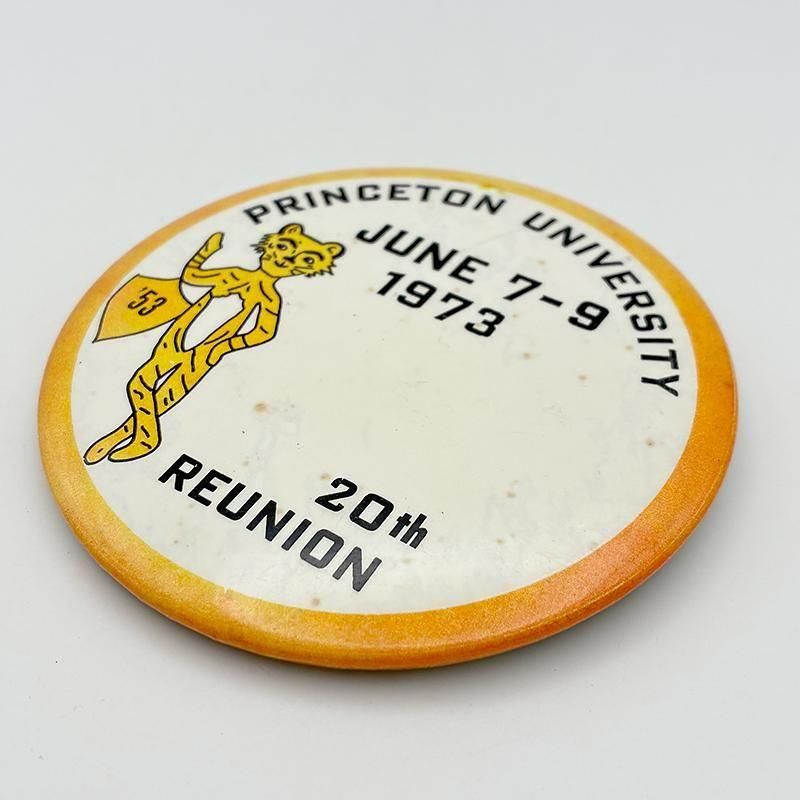 PRINCETON UNIVERSITY
JUNE 7-9
1973
'53
20th
REUNION